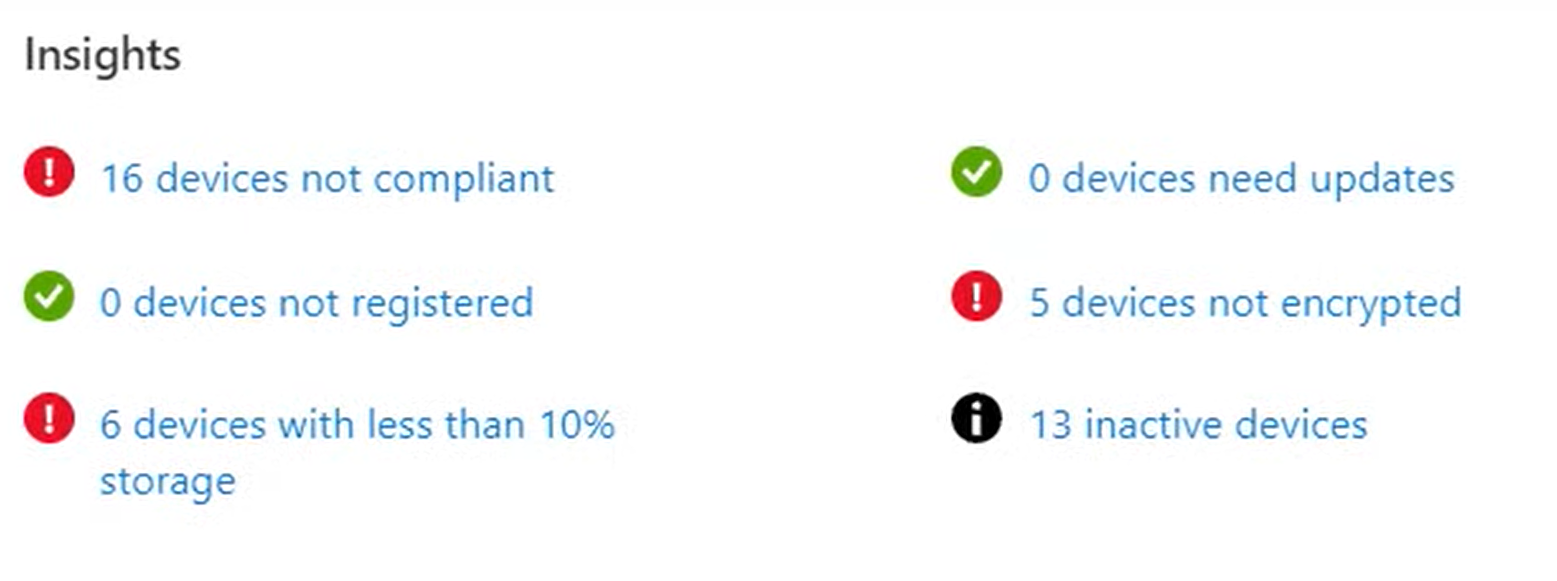 Insights
16 devices not compliant
0 devices need updates
0 devices not registered
5 devices not encrypted
6 devices with less than 10%
storage
13 inactive devices